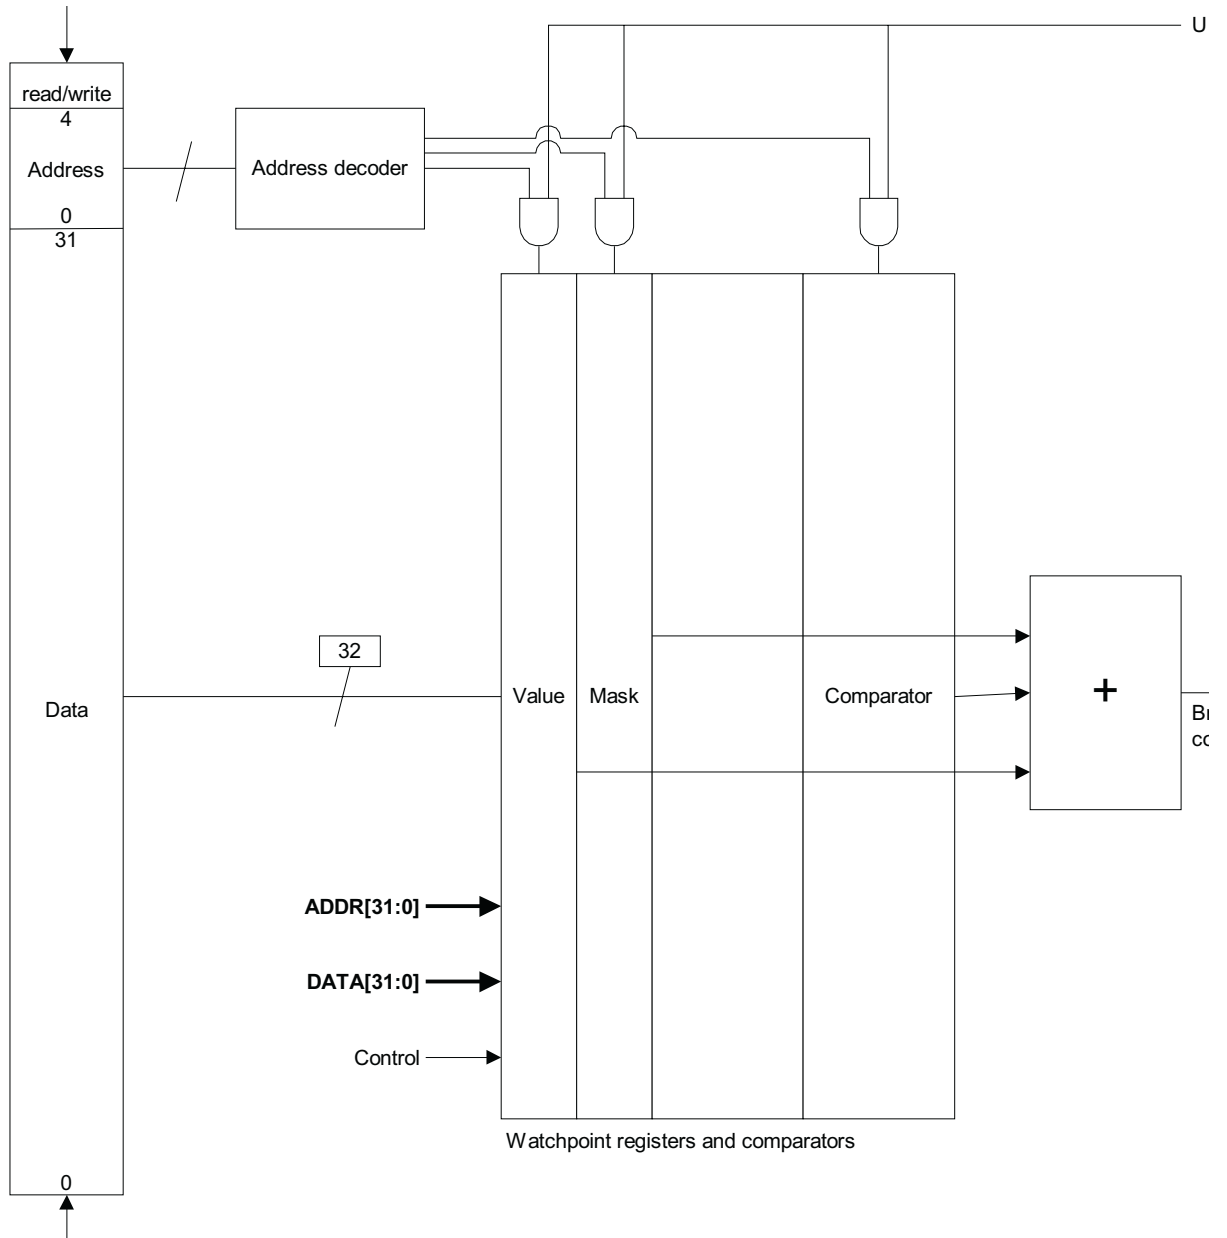 U
read/write
4
Address
0
31
Address decoder
32
Data
Value
Mask
Comparator
+
ADDR[31:0]
DATA[31:0]
Control
Watchpoint registers and comparators
0